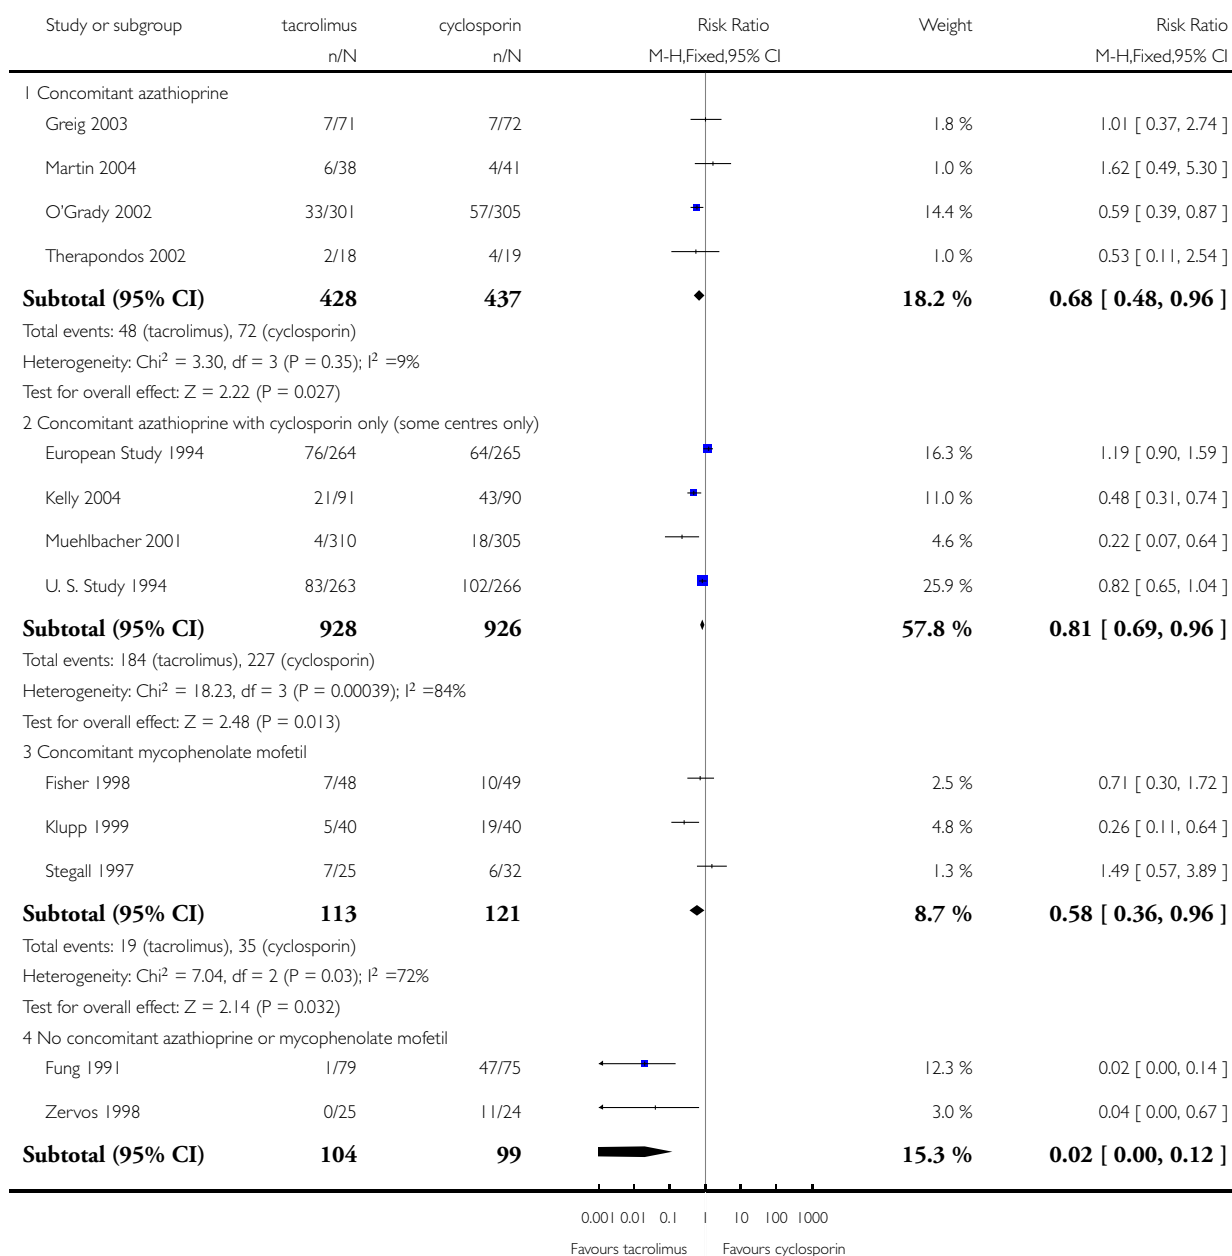 Study or subgroup tacrolimus cyclosporin Risk Ratio Weight Risk Ratio
n/N n/N M-H,Fixed,95% CI M-H,Fixed,95% CI
1 Concomitant azathioprine
Greig 2003 7/71 7/72 1.8 % 1.01 [ 0.37, 2.74 ]
Martin 2004 6/38 4/41 1.0 % 1.62 [ 0.49, 5.30 ]
O'Grady 2002 33/301 57/305 14.4 % 0.59 [ 0.39, 0.87 ]
Therapondos 2002 2/18 4/19 1.0 % 0.53 [ 0.11, 2.54 ]
Subtotal (95% CI) 428 437 18.2 % 0.68 [ 0.48, 0.96 ]
Total events: 48 (tacrolimus), 72 (cyclosporin)
Heterogeneity: Chi² = 3.30, df = 3 (P = 0.35); I² =9%
Test for overall effect: Z = 2.22 (P = 0.027)
2 Concomitant azathioprine with cyclosporin only (some centres only)
European Study 1994 76/264 64/265 16.3 % 1.19 [ 0.90, 1.59 ]
Kelly 2004 21/91 43/90 11.0 % 0.48 [ 0.31, 0.74 ]
Muehlbacher 2001 4/310 18/305 4.6 % 0.22 [ 0.07, 0.64 ]
U. S. Study 1994 83/263 102/266 25.9 % 0.82 [ 0.65, 1.04 ]
Subtotal (95% CI) 928 926 57.8 % 0.81 [ 0.69, 0.96 ]
Total events: 184 (tacrolimus), 227 (cyclosporin)
Heterogeneity: Chi² = 18.23, df = 3 (P = 0.00039); I² =84%
Test for overall effect: Z = 2.48 (P = 0.013)
3 Concomitant mycophenolate mofetil
Fisher 1998 7/48 10/49 2.5 % 0.71 [ 0.30, 1.72 ]
Klupp 1999 5/40 19/40 4.8 % 0.26 [ 0.11, 0.64 ]
Stegall 1997 7/25 6/32 1.3 % 1.49 [ 0.57, 3.89 ]
Subtotal (95% CI) 113 121 8.7 % 0.58 [ 0.36, 0.96 ]
Total events: 19 (tacrolimus), 35 (cyclosporin)
Heterogeneity: Chi² = 7.04, df = 2 (P = 0.03); I² =72%
Test for overall effect: Z = 2.14 (P = 0.032)
4 No concomitant azathioprine or mycophenolate mofetil
Fung 1991 1/79 47/75 12.3 % 0.02 [ 0.00, 0.14 ]
Zervos 1998 0/25 11/24 3.0 % 0.04 [ 0.00, 0.67 ]
Subtotal (95% CI) 104 99 15.3 % 0.02 [ 0.00, 0.12 ]
0.001 0.01 0.1 1 10 100 1000
Favours tacrolimus Favours cyclosporin